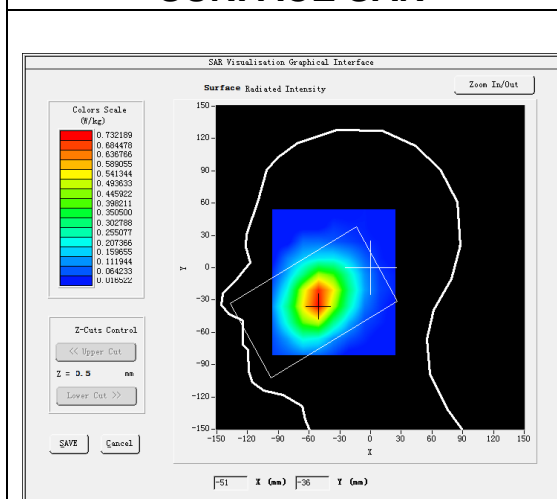 SAR Visualisation Graphical Interface
Surface Radiated Intensity
Zoom In/Out
Colors Scale
(W/kg)
0.732189
0.684478
0.636766
0.589055
0.541344
0.493633
0.445922
0.398211
0.350500
0.302788
0.255077
0.207366
0.159655
0.111944
0.064233
0.016522
Z-Cuts Control
<< Upper Cut
Z = 0.5 mm
Lower Cut >>
SAVE
Cancel
150
120
90
60
30
0
-30
-60
-90
-120
-150
Y
-150 -120 -90 -60 -30 0 30 60 90 120 150
X
-51 X (mm) -36 Y (mm)